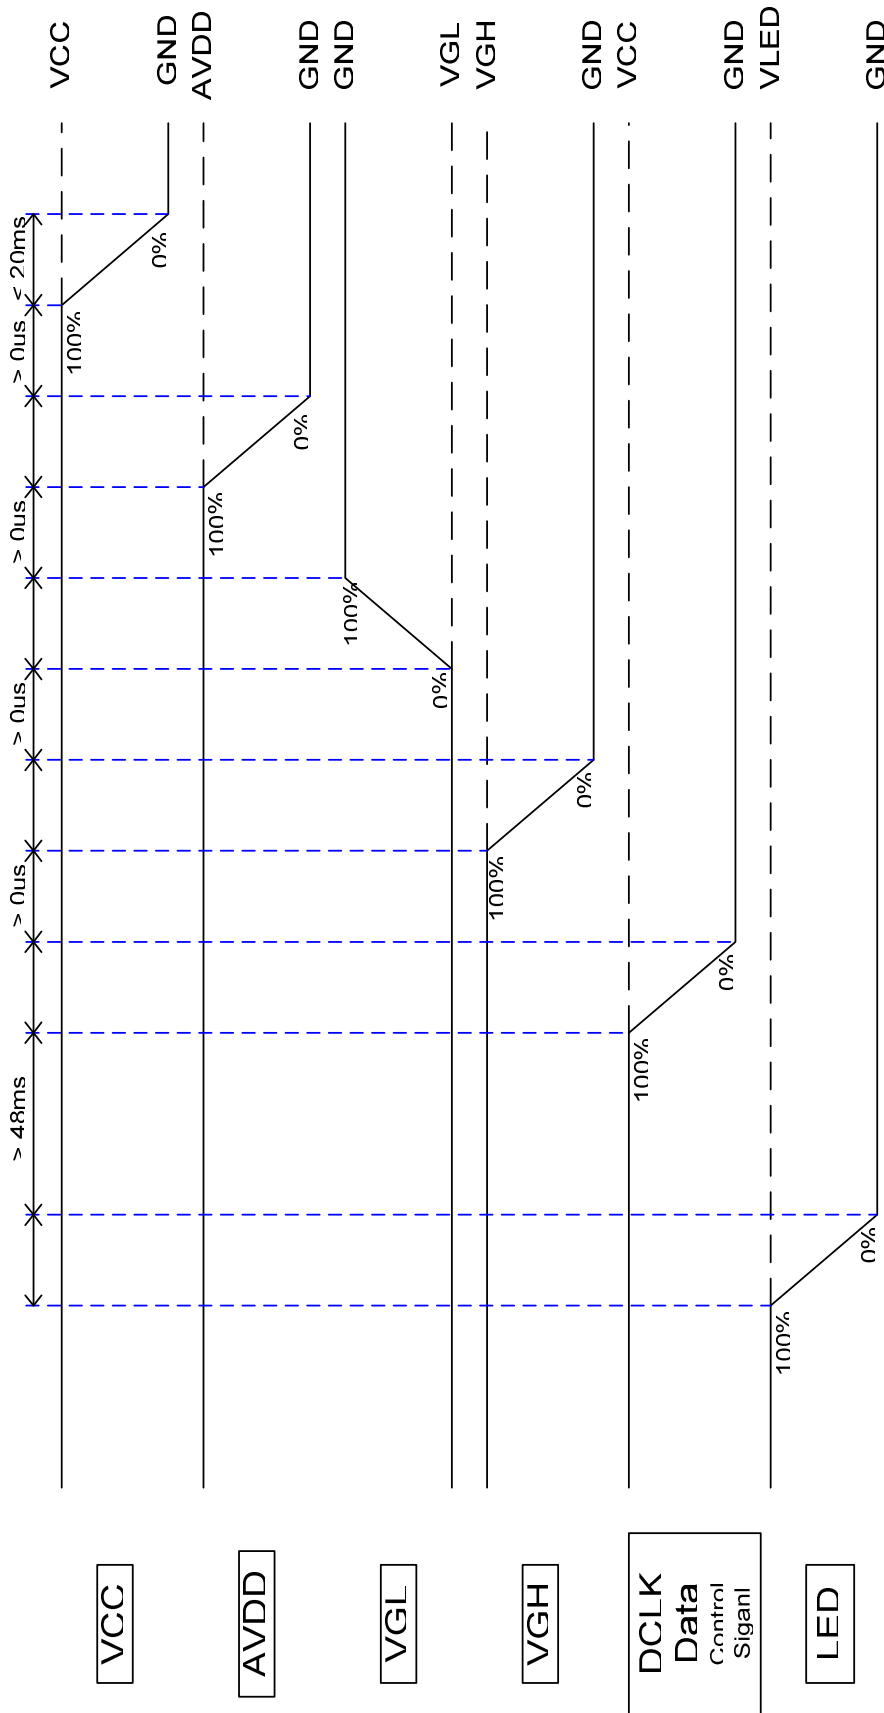 > 48ms
> 0us
> 0us
> 0us
> 0us
< 20ms
VCC
100%
0%
VCC
GND
AVDD
100%
0%
AVDD
GND
VGL
0%
100%
GND
VGL
VGH
100%
0%
VGH
GND
DCLK
Data
Control
Siganl
100%
0%
VCC
GND
LED
100%
0%
VLED
GND